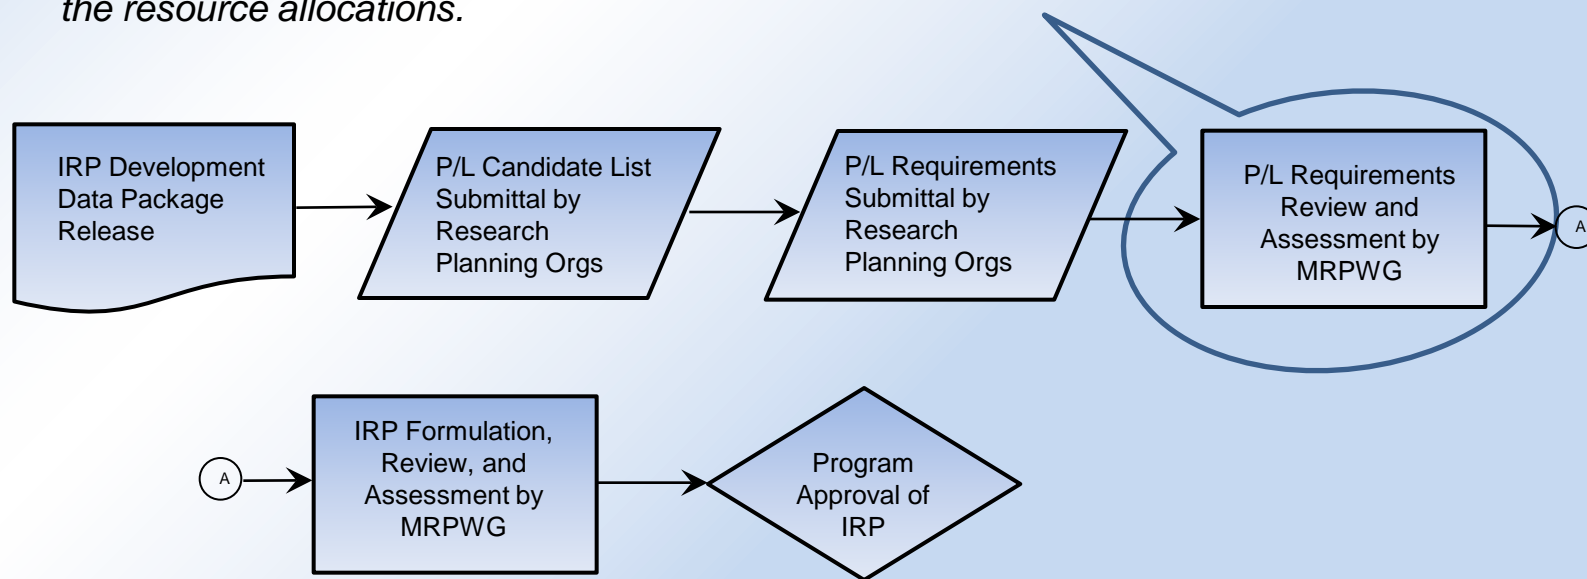 the resource allocations.
IRP Development
Data Package
Release
P/L Candidate List
Submittal by
Research
Planning Orgs
P/L Requirements
Submittal by
Research
Planning Orgs
P/L Requirements
Review and
Assessment by
MRPWG
A
A
IRP Formulation,
Review, and
Assessment by
MRPWG
Program
Approval of
IRP